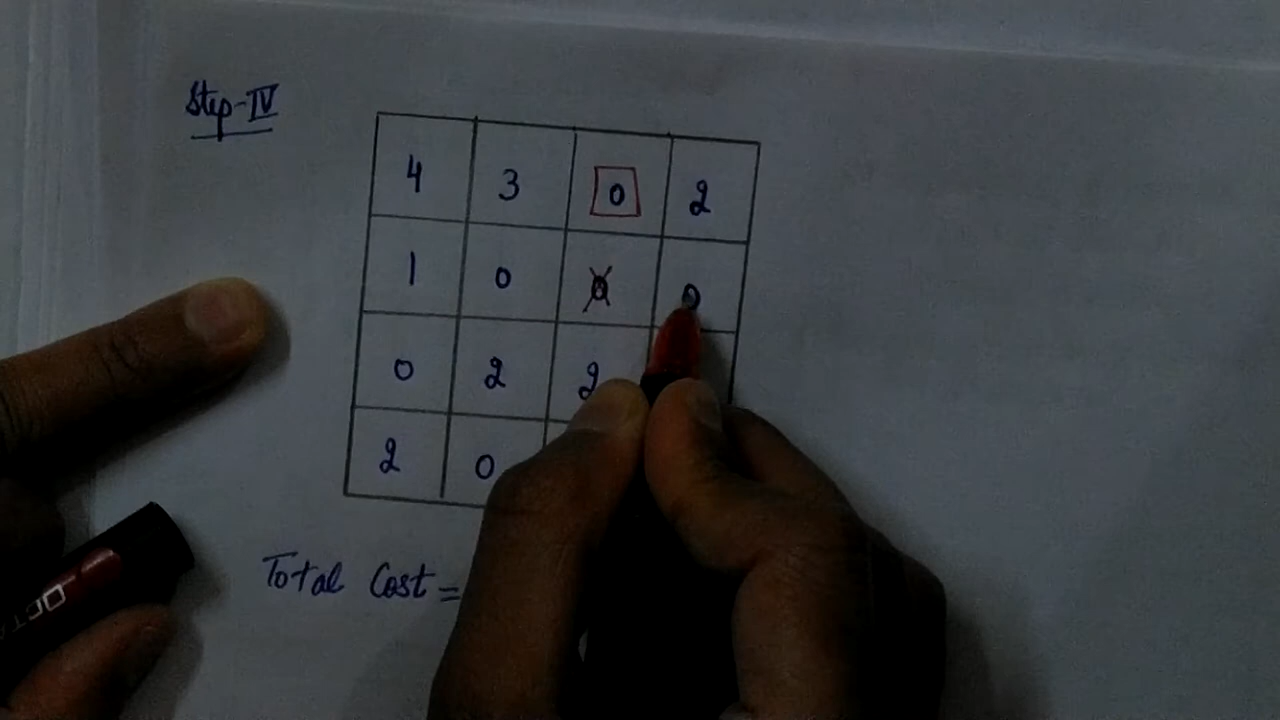 Step-IV
4 3 0 2
1 0 0 0
0 2 2
2 0
Total Cost =